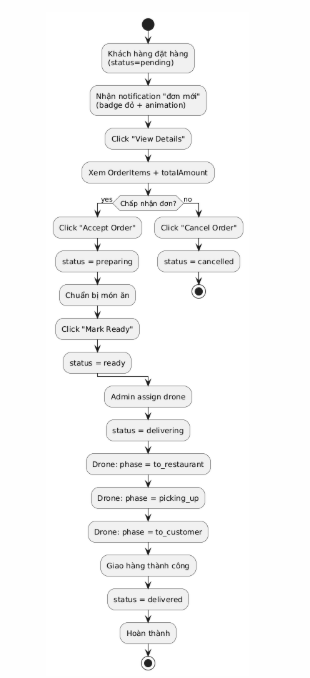 Khách hàng đặt hàng
(status=pending)
Nhận notification "đơn mới"
(badge đỏ + animation)
Click "View Details"
Xem OrderItems + totalAmount
yes
Chấp nhận đơn?
no
Click "Accept Order"
Click "Cancel Order"
status = preparing
status = cancelled
Chuẩn bị món ăn
Click "Mark Ready"
status = ready
Admin assign drone
status = delivering
Drone: phase = to_restaurant
Drone: phase = picking_up
Drone: phase = to_customer
Giao hàng thành công
status = delivered
Hoàn thành